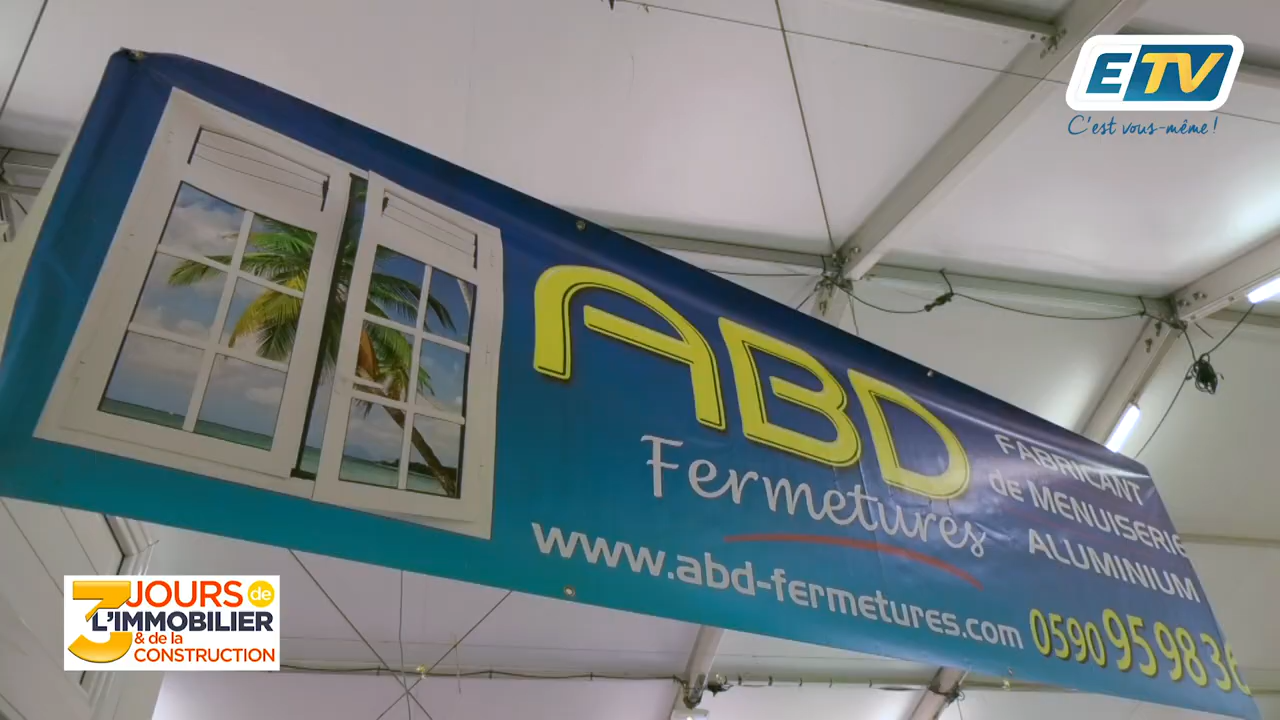 ETV
C'est vous-même !
ABD
Fermetures
www.abd-fermetures.com
FABRICANT
de MENUISERIE
ALUMINIUM
0590 95 98 36
3 JOURS de
L'IMMOBILIER
& de la
CONSTRUCTION